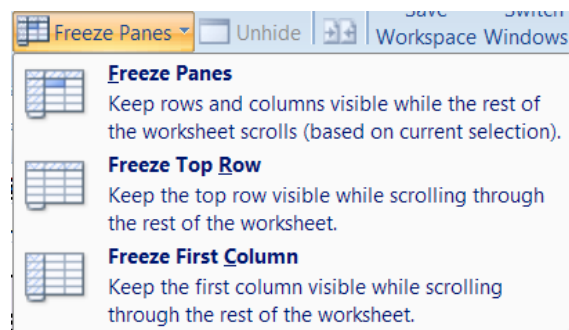 Save Switch
Freeze Panes Unhide Workspace Windows
Freeze Panes
Keep rows and columns visible while the rest of
the worksheet scrolls (based on current selection).
Freeze Top Row
Keep the top row visible while scrolling through
the rest of the worksheet.
Freeze First Column
Keep the first column visible while scrolling
through the rest of the worksheet.